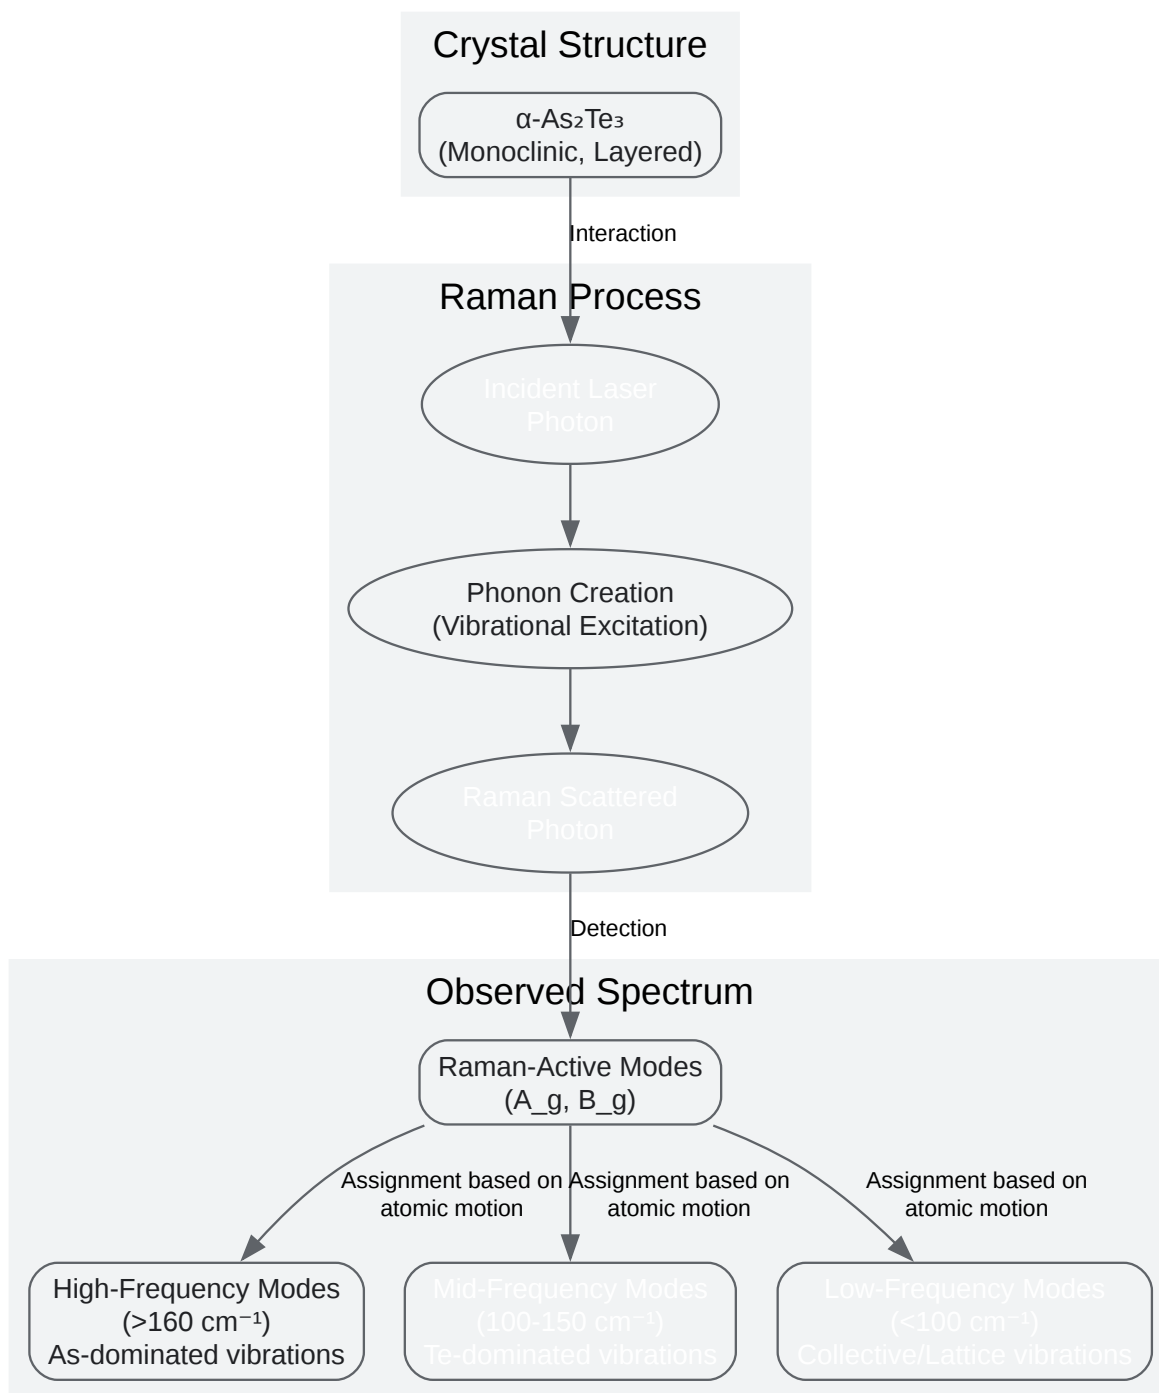 Crystal Structure
α-As₂Te₃
(Monoclinic, Layered)
Interaction
Raman Process
Incident Laser
Photon
Phonon Creation
(Vibrational Excitation)
Raman Scattered
Photon
Detection
Observed Spectrum
Raman-Active Modes
(A_g, B_g)
Assignment based on
atomic motion
Assignment based on
atomic motion
Assignment based on
atomic motion
High-Frequency Modes
(>160 cm⁻¹)
As-dominated vibrations
Mid-Frequency Modes
(100-150 cm⁻¹)
Te-dominated vibrations
Low-Frequency Modes
(<100 cm⁻¹)
Collective/Lattice vibrations